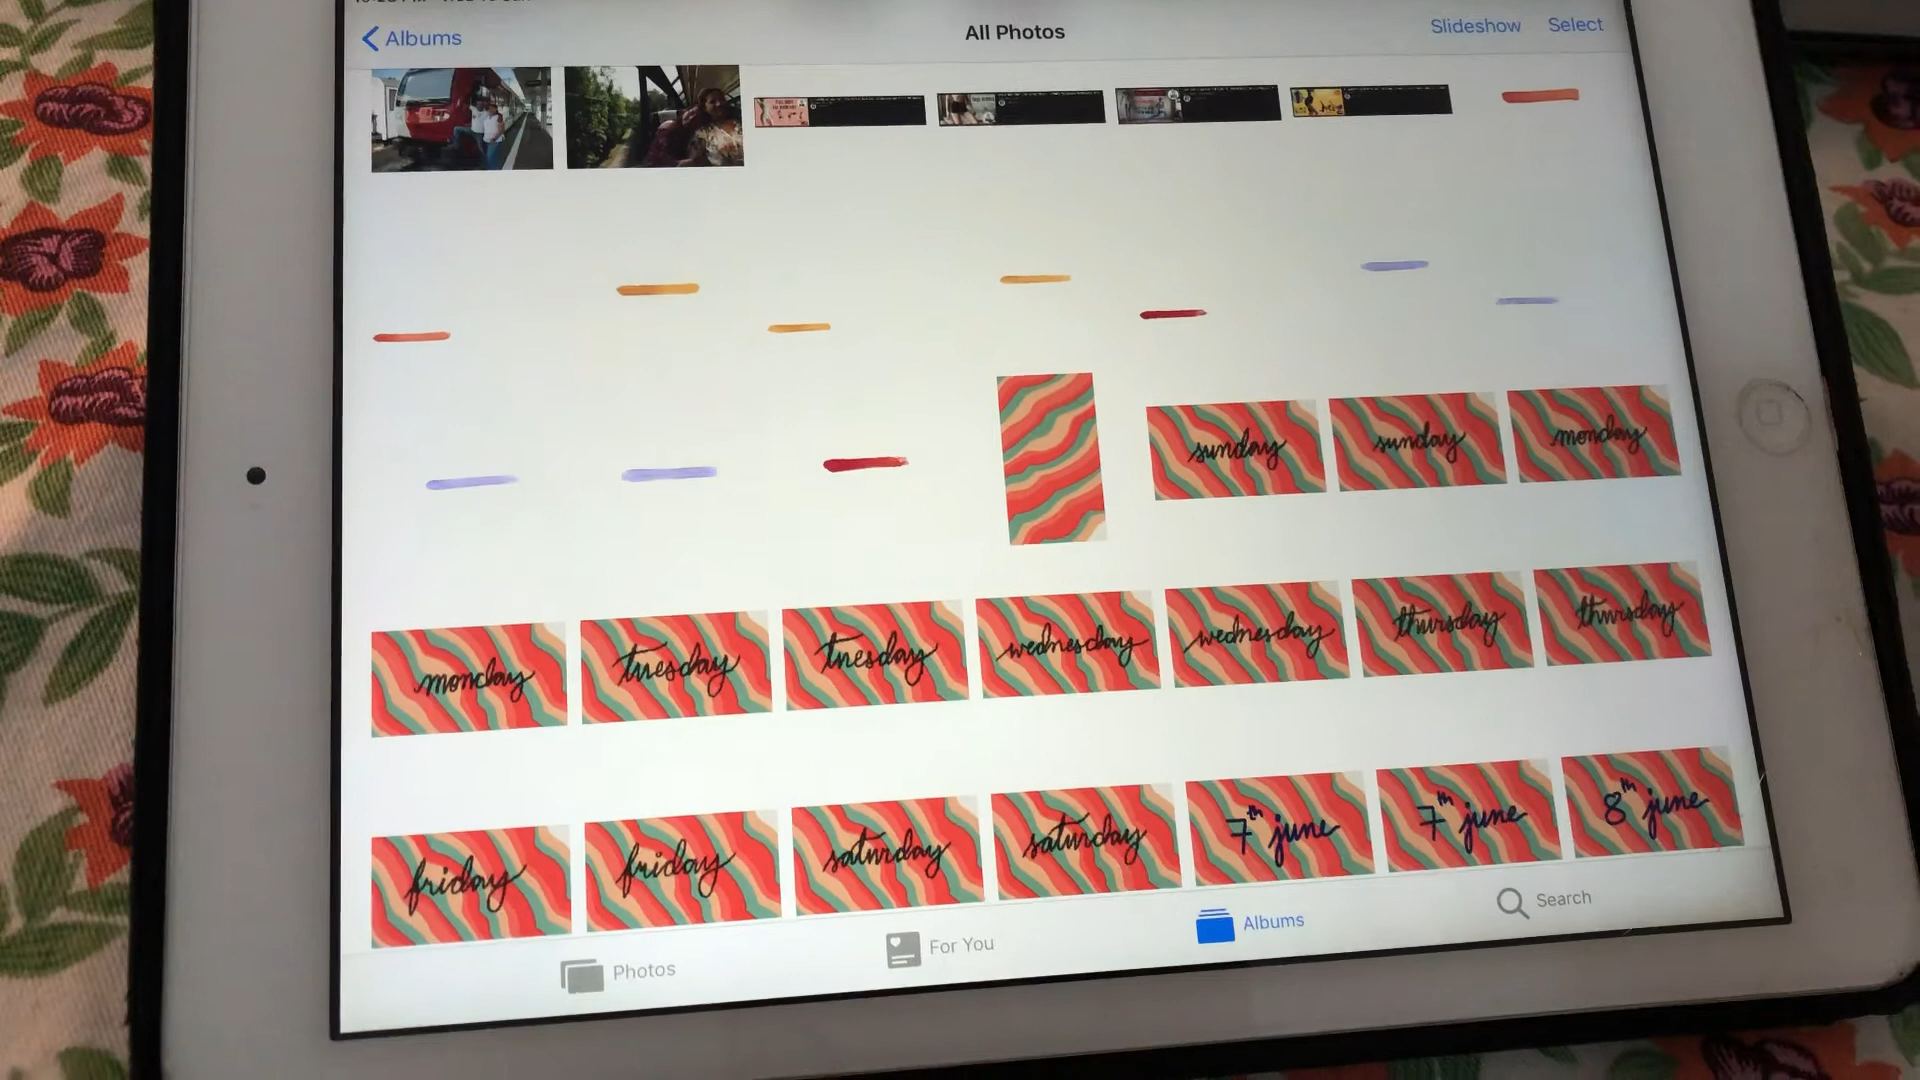 Albums
All Photos
Slideshow
Select
sunday
sunday
monday
monday
tuesday
tuesday
wednesday
wednesday
thursday
thursday
friday
friday
saturday
saturday
7th june
7th june
8th june
Photos
For You
Albums
Search